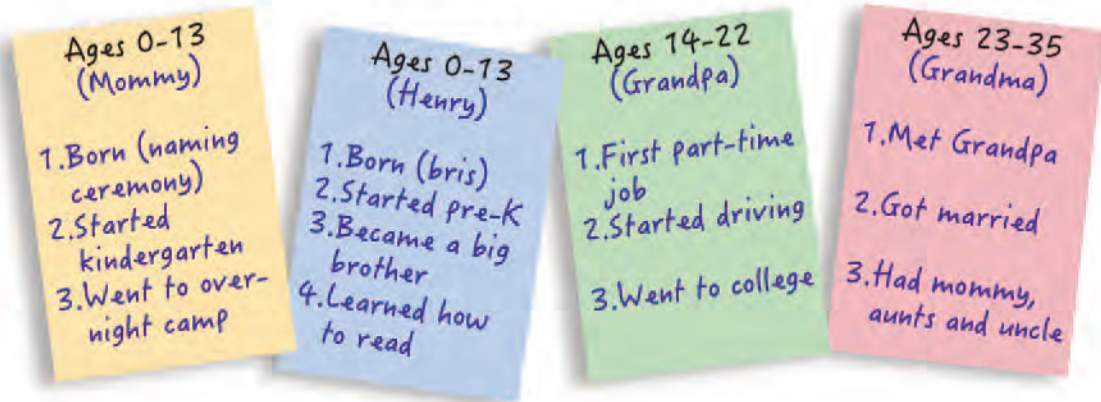 Ages 0-13
(Mommy)
1.Born (naming
ceremony)
2.Started
kindergarten
3.Went to over-
night camp
Ages 0-13
(Henry)
1.Born (bris)
2.Started pre-K
3.Became a big
brother
4.Learned how
to read
Ages 14-22
(Grandpa)
1.First part-time
job
2.Started driving
3.Went to college
Ages 23-35
(Grandma)
1.Met Grandpa
2.Got married
3.Had mommy,
aunts and uncle